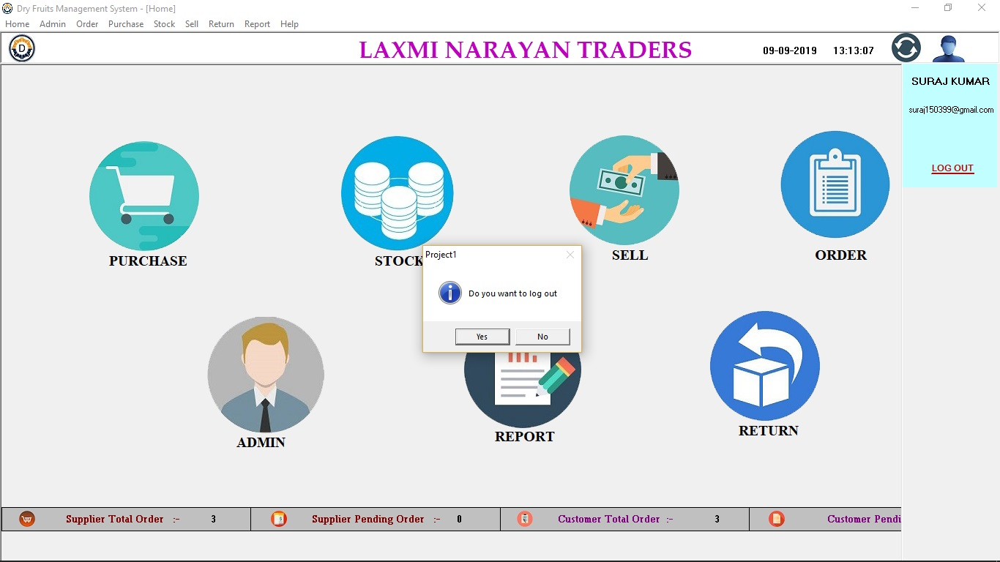 Dry Fruits Management System - [Home]
Home Admin Order Purchase Stock Sell Return Report Help
D
LAXMI NARAYAN TRADERS
09-09-2019 13:13:07
SURAJ KUMAR
suraj150399@gmail.com
LOG OUT
PURCHASE
STOCK
SELL
ORDER
Project1
Do you want to log out
Yes No
ADMIN
REPORT
RETURN
Supplier Total Order :- 3
Supplier Pending Order :- 0
Customer Total Order :- 3
Customer Pendi